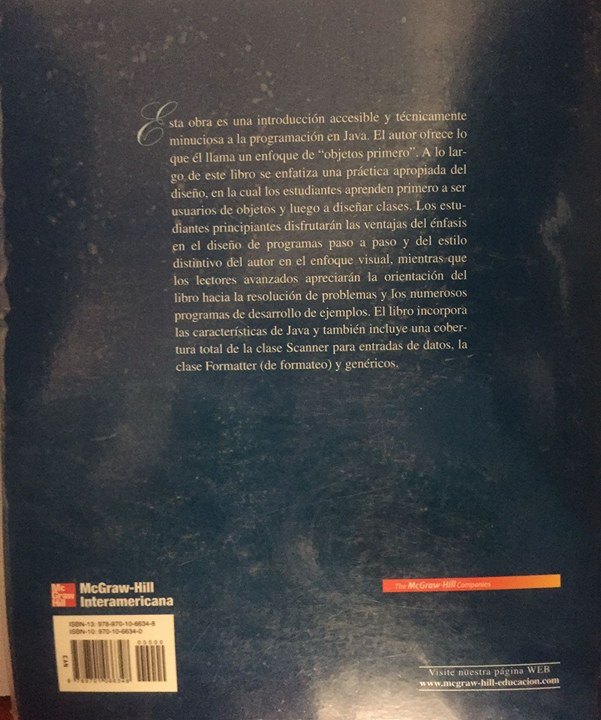 Esta obra es una introducción accesible y técnicamente
minuciosa a la programación en Java. El autor ofrece lo
que él llama un enfoque de “objetos primero”. A lo lar-
go de este libro se enfatiza una práctica apropiada del
diseño, en la cual los estudiantes aprenden primero a ser
usuarios de objetos y luego a diseñar clases. Los estu-
diantes principiantes disfrutarán las ventajas del énfasis
en el diseño de programas paso a paso y del estilo
distintivo del autor en el enfoque visual, mientras que
los lectores avanzados apreciarán la orientación del
libro hacia la resolución de problemas y los numerosos
programas de desarrollo de ejemplos. El libro incorpora
las características de Java y también incluye una cober-
tura total de la clase Scanner para entradas de datos, la
clase Formatter (de formateo) y genéricos.
Mc
Graw
Hill
McGraw-Hill
Interamericana
The McGraw-Hill Companies
ISBN-13: 978-970-10-6634-8
ISBN-10: 970-10-6634-0
Visite nuestra página WEB
www.mcgraw-hill-educacion.com